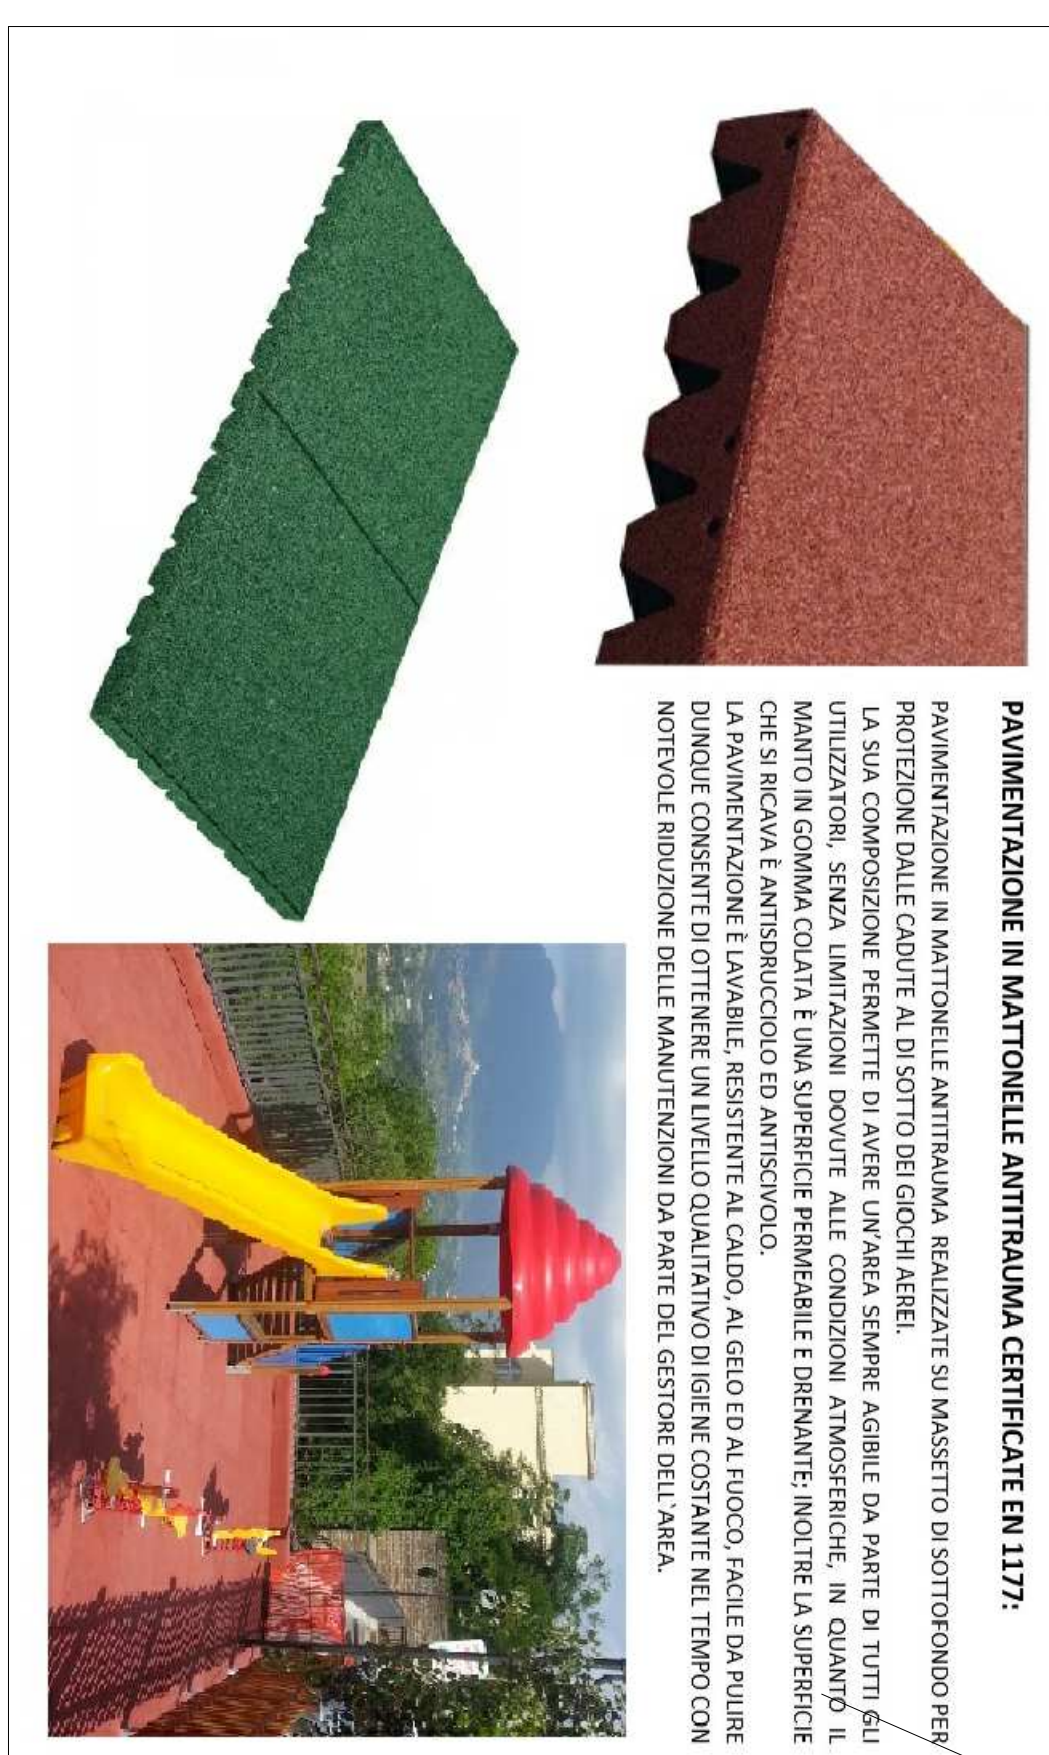 PAVIMENTAZIONE IN MATTONELLE ANTITRAUMA CERTIFICATE EN 1177:
PAVIMENTAZIONE IN MATTONELLE ANTITRAUMA REALIZZATE SU MASSETTO DI SOTTOFONDO PER
PROTEZIONE DALLE CADUTE AL DI SOTTO DEI GIOCHI AEREI.
LA SUA COMPOSIZIONE PERMETTE DI AVERE UN'AREA SEMPRE AGIBILE DA PARTE DI TUTTI GLI
UTILIZZATORI, SENZA LIMITAZIONI DOVUTE ALLE CONDIZIONI ATMOSFERICHE, IN QUANTO IL
MANTO IN GOMMA COLATA È UNA SUPERFICIE PERMEABILE E DRENANTE; INOLTRE LA SUPERFICIE
CHE SI RICAVA È ANTISDRUCCIOLO ED ANTISCIVOLO.
LA PAVIMENTAZIONE È LAVABILE, RESISTENTE AL CALDO, AL GELO ED AL FUOCO, FACILE DA PULIRE
DUNQUE CONSENTE DI OTTENERE UN LIVELLO QUALITATIVO DI IGIENE COSTANTE NEL TEMPO CON
NOTEVOLE RIDUZIONE DELLE MANUTENZIONI DA PARTE DEL GESTORE DELL`AREA.